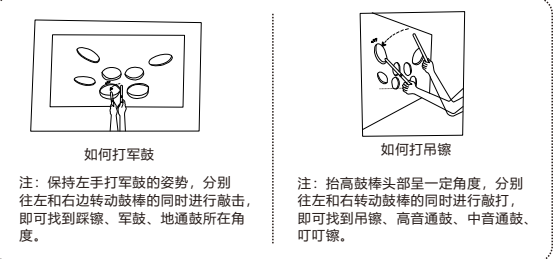 如何打军鼓
注：保持左手打军鼓的姿势，分别
往左和右边转动鼓棒的同时进行敲击，
即可找到踩镲、军鼓、地通鼓所在角
度。
如何打吊镲
注：抬高鼓棒头部呈一定角度，分别
往左和右转动鼓棒的同时进行敲打，
即可找到吊镲、高音通鼓、中音通鼓、
叮叮镲。